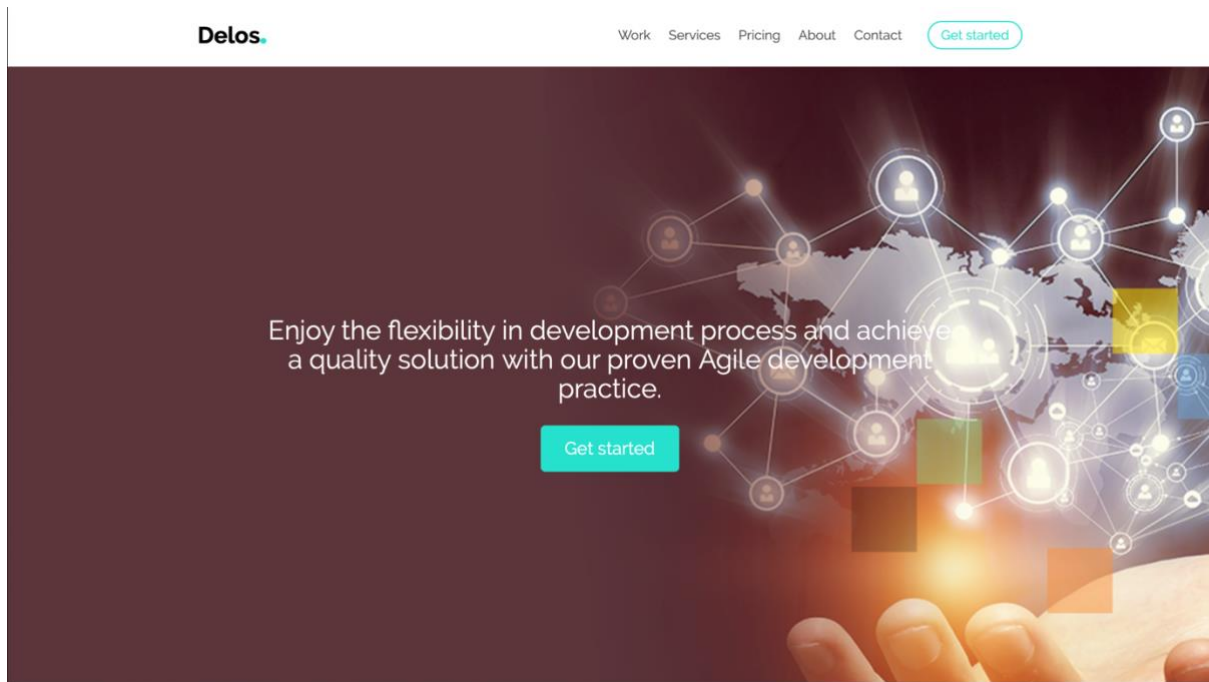 Delos.
Work Services Pricing About Contact Get started
Enjoy the flexibility in development process and achieve
a quality solution with our proven Agile development
practice.
Get started